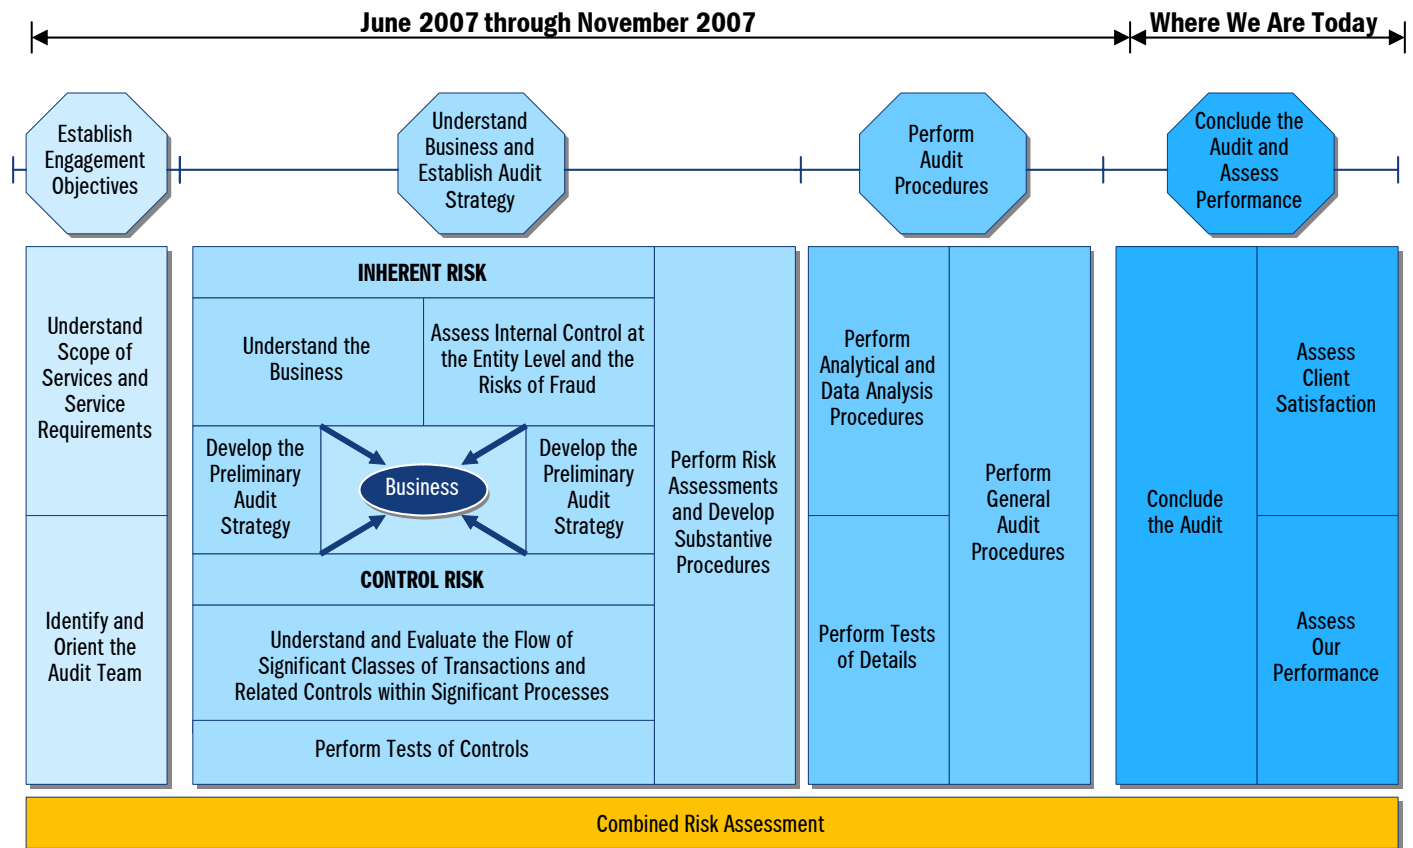 June 2007 through November 2007
Where We Are Today
Establish
Engagement
Objectives
Understand
Business and
Establish Audit
Strategy
Perform
Audit
Procedures
Conclude the
Audit and
Assess
Performance
Understand
Scope of
Services and
Service
Requirements
Identify and
Orient the
Audit Team
INHERENT RISK
Understand the
Business
Assess Internal Control at
the Entity Level and the
Risks of Fraud
Develop the
Preliminary
Audit
Strategy
Business
Develop the
Preliminary
Audit
Strategy
CONTROL RISK
Understand and Evaluate the Flow of
Significant Classes of Transactions and
Related Controls within Significant Processes
Perform Tests of Controls
Perform Risk
Assessments
and Develop
Substantive
Procedures
Perform
Analytical and
Data Analysis
Procedures
Perform Tests
of Details
Perform
General
Audit
Procedures
Conclude
the Audit
Assess
Client
Satisfaction
Assess
Our
Performance
Combined Risk Assessment